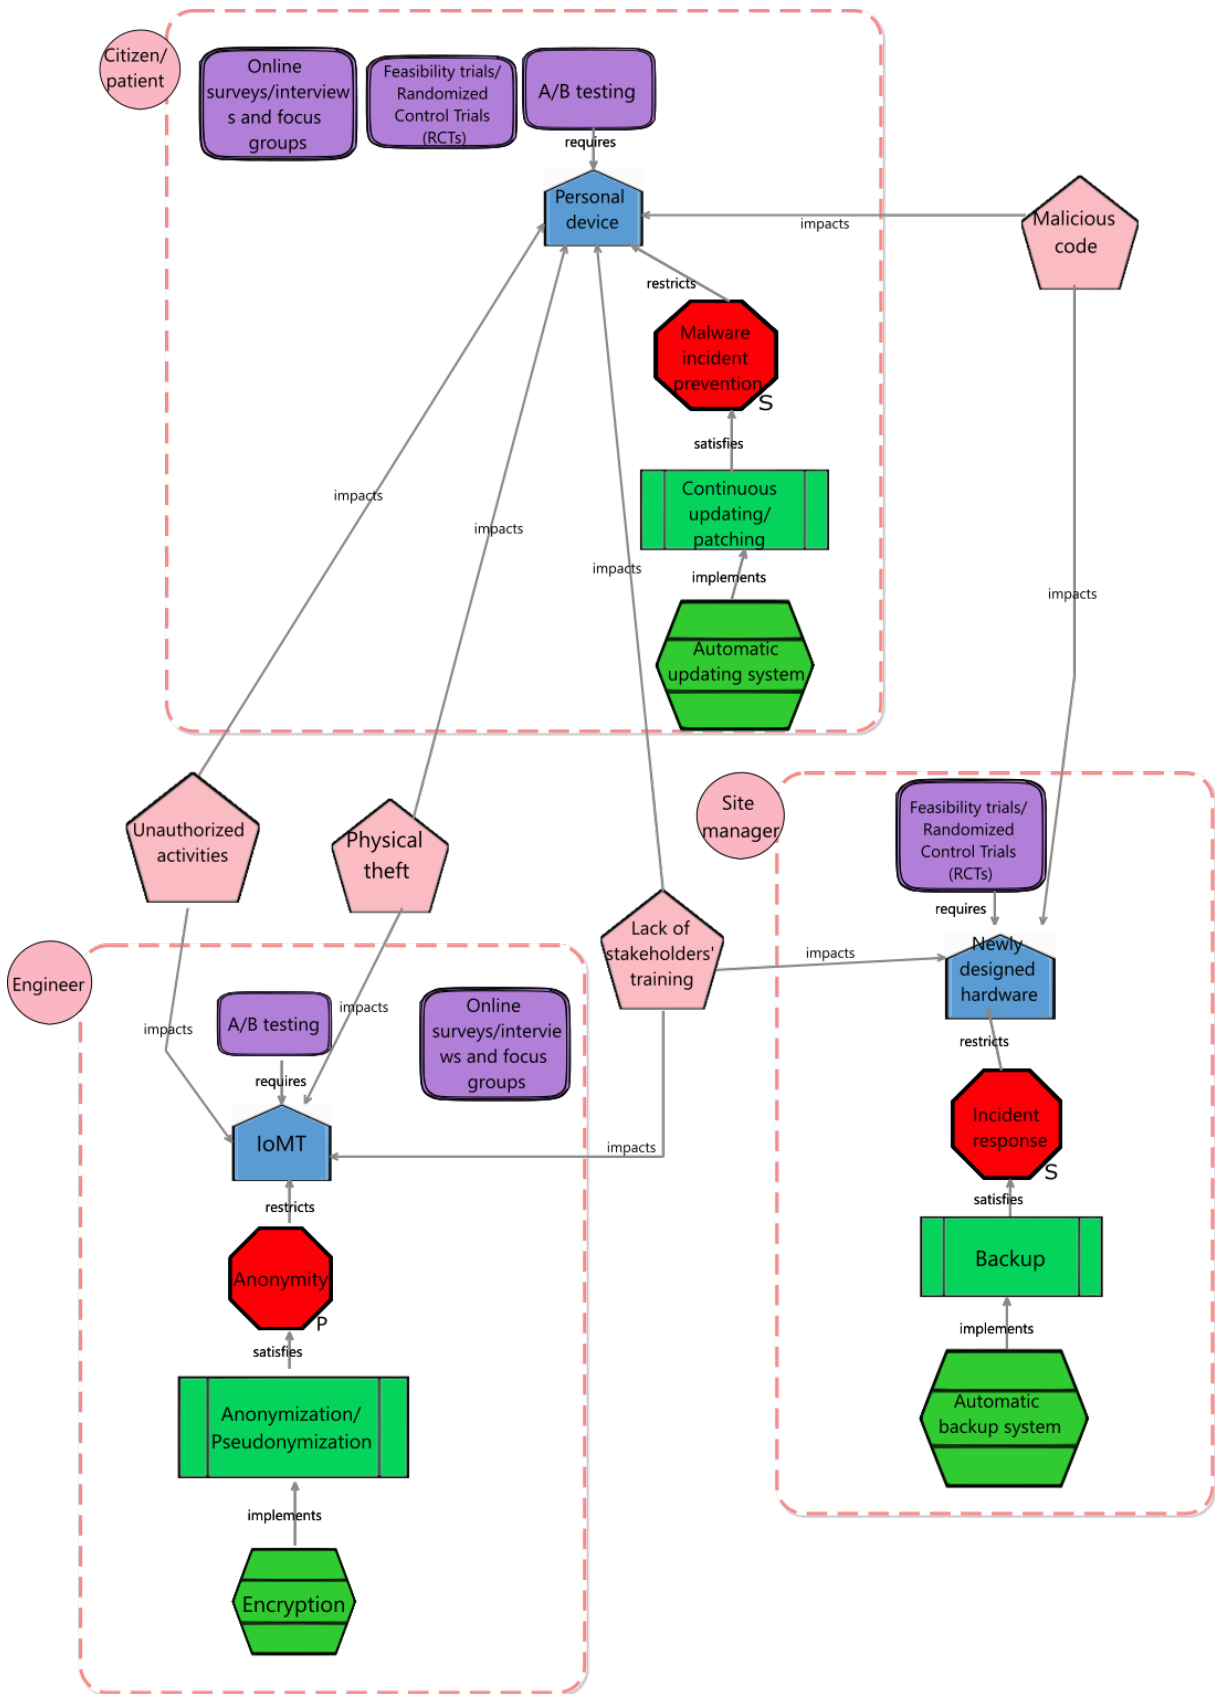 Citizen/
patient
Online
surveys/interview
s and focus
groups
Feasibility trials/
Randomized
Control Trials
(RCTs)
A/B testing
requires
Personal
device
impacts
Malicious
code
restricts
Malware
incident
prevention
S
satisfies
Continuous
updating/
patching
implements
Automatic
updating system
impacts
impacts
impacts
impacts
Unauthorized
activities
Physical
theft
Lack of
stakeholders'
training
impacts
Site
manager
Feasibility trials/
Randomized
Control Trials
(RCTs)
requires
Newly
designed
hardware
restricts
Incident
response
S
satisfies
Backup
implements
Automatic
backup system
Engineer
impacts
A/B testing
impacts
Online
surveys/intervie
ws and focus
groups
requires
IoMT
impacts
restricts
Anonymity
P
satisfies
Anonymization/
Pseudonymization
implements
Encryption